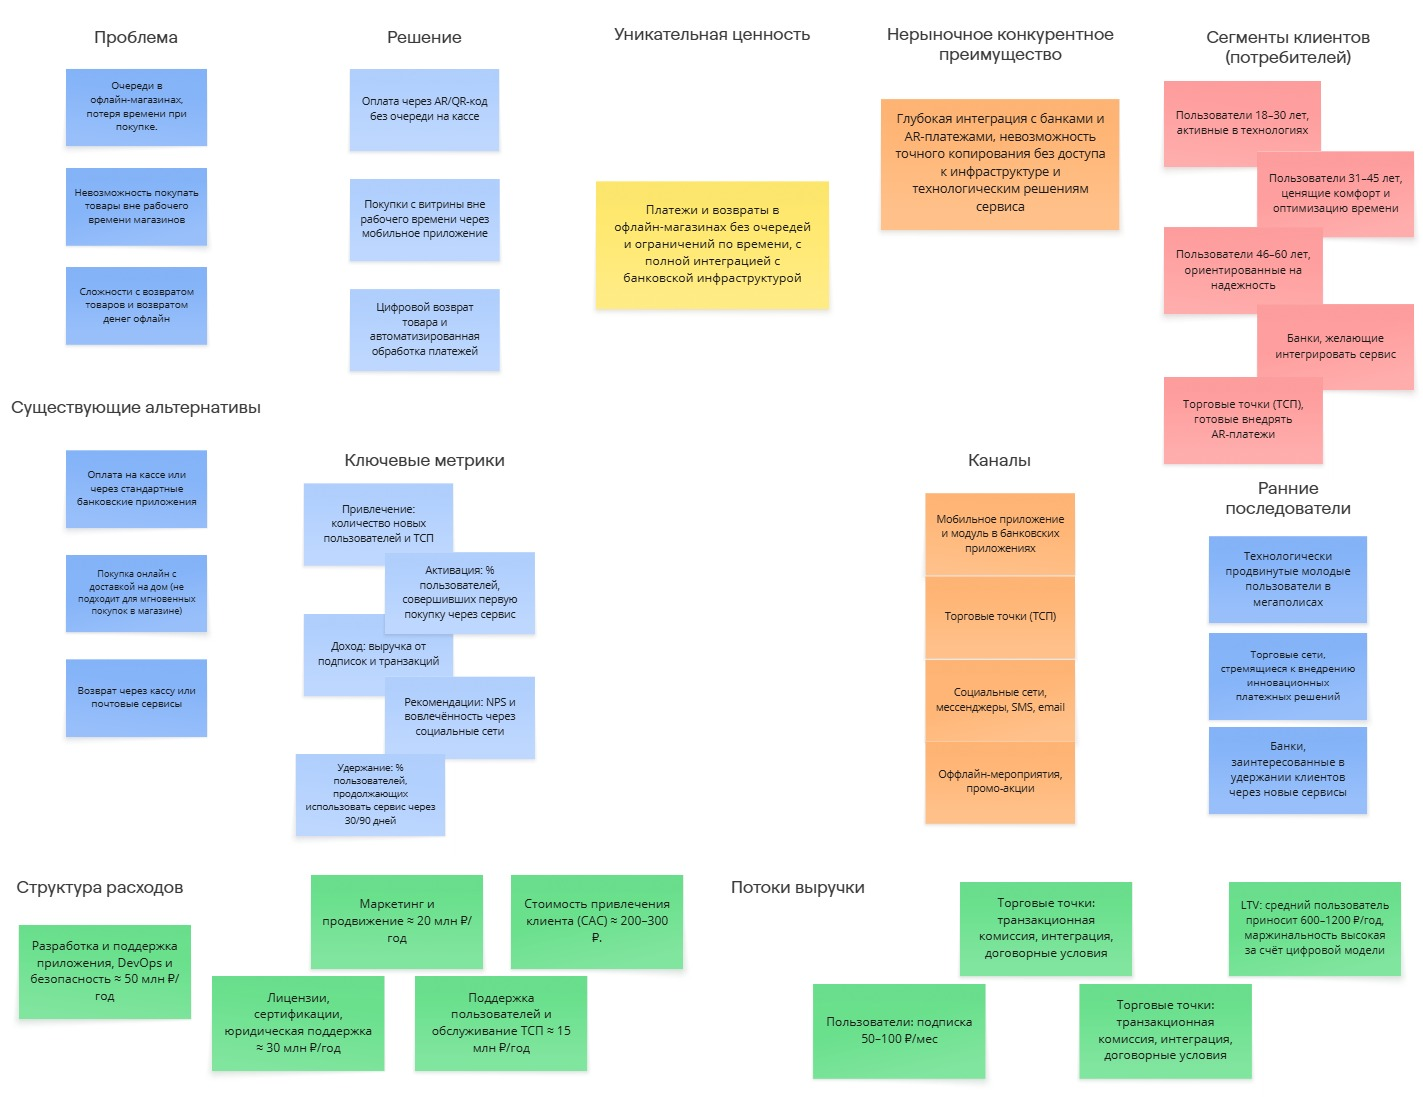 Проблема
Очереди в
офлайн-магазинах,
потеря времени при
покупке.
Невозможность покупать
товары вне рабочего
времени магазинов
Сложности с возвратом
товаров и возвратом
денег офлайн
Решение
Оплата через AR/QR-код
без очереди на кассе
Покупки с витрины вне
рабочего времени через
мобильное приложение
Цифровой возврат
товара и
автоматизированная
обработка платежей
Уникальная ценность
Платежи и возвраты в
офлайн-магазинах без очередей
и ограничений по времени, с
полной интеграцией с
банковской инфраструктурой
Нерыночное конкурентное
преимущество
Глубокая интеграция с банками и
AR-платежами, невозможность
точного копирования без доступа
к инфраструктуре и
технологическим решениям
сервиса
Сегменты клиентов
(потребителей)
Пользователи 18–30 лет,
активные в технологиях
Пользователи 31–45 лет,
ценящие комфорт и
оптимизацию времени
Пользователи 46–60 лет,
ориентированные на
надежность
Банки, желающие
интегрировать сервис
Торговые точки (ТСП),
готовые внедрять
AR-платежи
Существующие альтернативы
Оплата на кассе или
через стандартные
банковские приложения
Покупка онлайн с
доставкой на дом (не
подходит для мгновенных
покупок в магазине)
Возврат через кассу или
почтовые сервисы
Ключевые метрики
Привлечение:
количество новых
пользователей и ТСП
Активация: %
пользователей,
совершивших первую
покупку через сервис
Доход: выручка от
подписок и транзакций
Рекомендации: NPS и
вовлечённость через
социальные сети
Удержание: %
пользователей,
продолжающих
использовать сервис через
30/90 дней
Каналы
Мобильное приложение
и модуль в банковских
приложениях
Торговые точки (ТСП)
Социальные сети,
мессенджеры, SMS, email
Оффлайн-мероприятия,
промо-акции
Ранние
последователи
Технологически
продвинутые молодые
пользователи в
мегаполисах
Торговые сети,
стремящиеся к внедрению
инновационных
платежных решений
Банки,
заинтересованные в
удержании клиентов
через новые сервисы
Структура расходов
Разработка и поддержка
приложения, DevOps и
безопасность ≈ 50 млн ₽/
год
Маркетинг и
продвижение ≈ 20 млн ₽/
год
Стоимость привлечения
клиента (CAC) ≈ 200–300
₽.
Лицензии,
сертификации,
юридическая поддержка
≈ 30 млн ₽/год
Поддержка
пользователей и
обслуживание ТСП ≈ 15
млн ₽/год
Потоки выручки
Торговые точки:
транзакционная
комиссия, интеграция,
договорные условия
LTV: средний пользователь
приносит 600–1200 ₽/год,
маржинальность высокая
за счёт цифровой модели
Пользователи: подписка
50–100 ₽/мес
Торговые точки:
транзакционная
комиссия, интеграция,
договорные условия